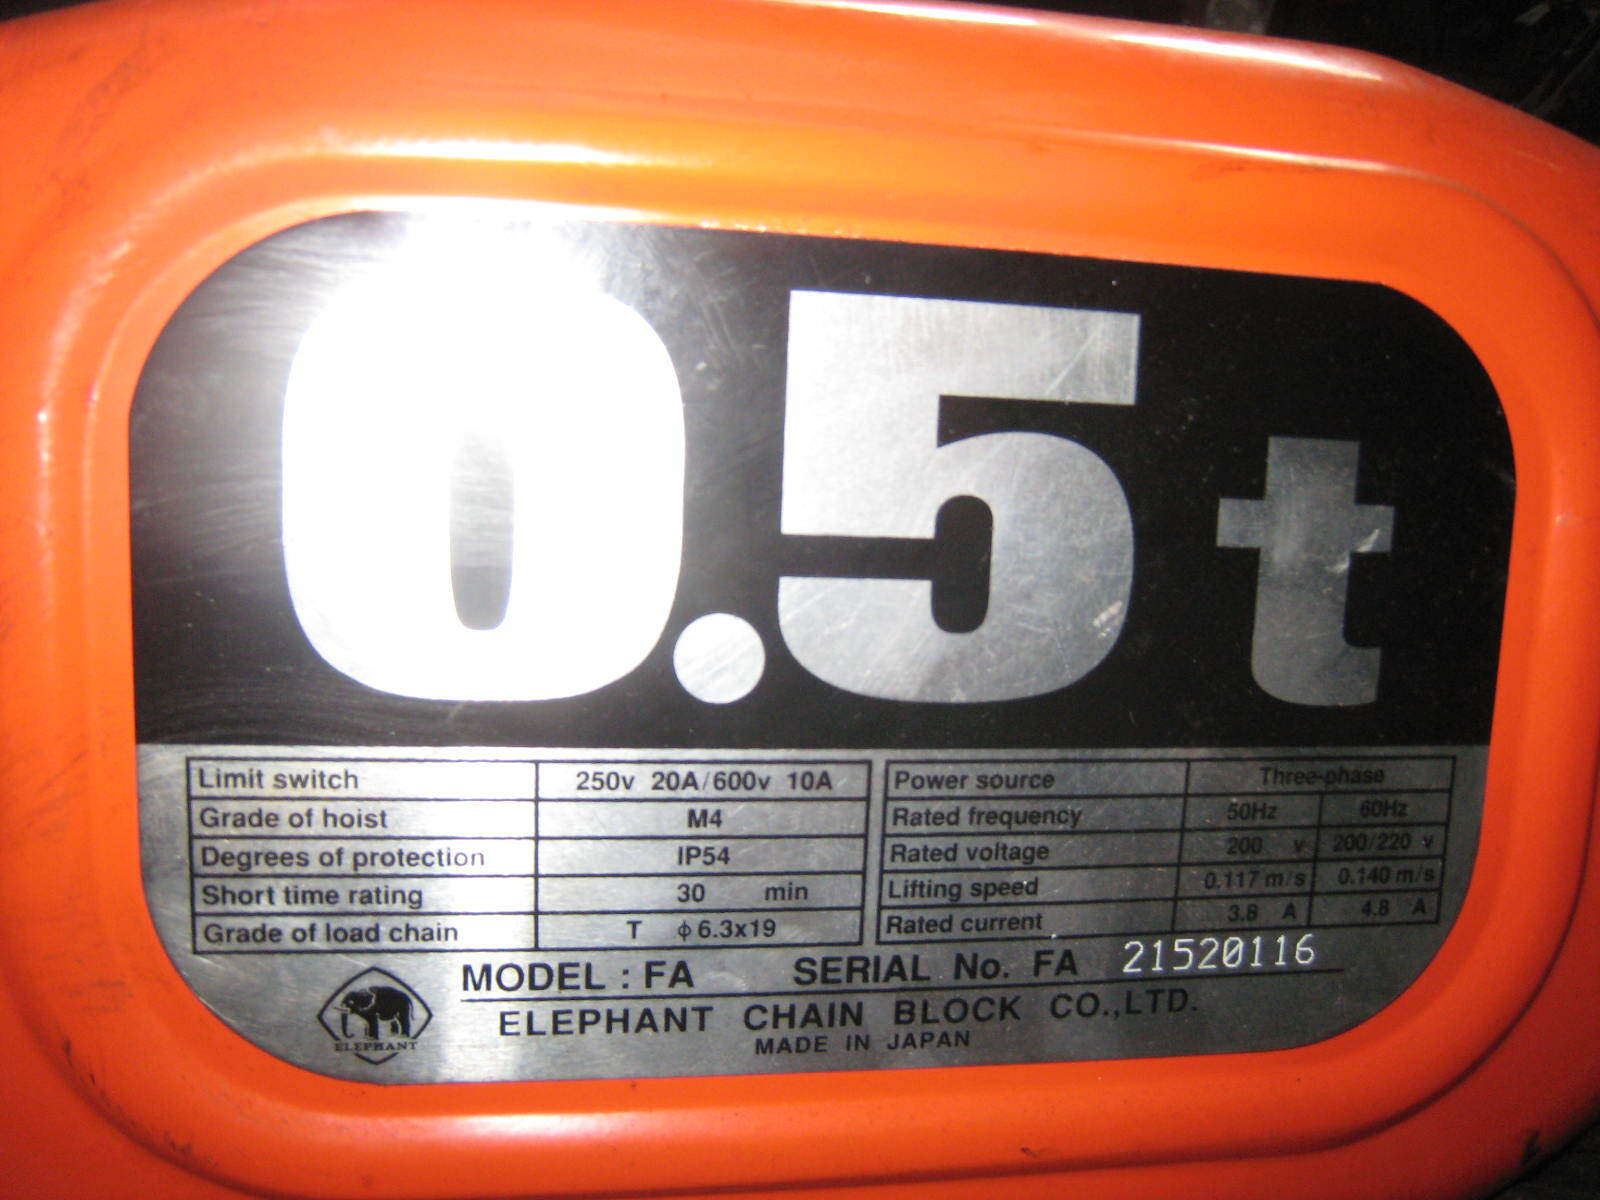 0.5 t
Limit switch 250v 20A/600v 10A
Grade of hoist M4
Degrees of protection IP54
Short time rating 30 min
Grade of load chain T φ6.3x19
Power source Three-phase
Rated frequency 50Hz 60Hz
Rated voltage 200 v 200/220 v
Lifting speed 0.117 m/s 0.140 m/s
Rated current 3.8 A 4.8 A
MODEL : FA SERIAL No. FA 21520116
ELEPHANT CHAIN BLOCK CO.,LTD.
MADE IN JAPAN
ELEPHANT